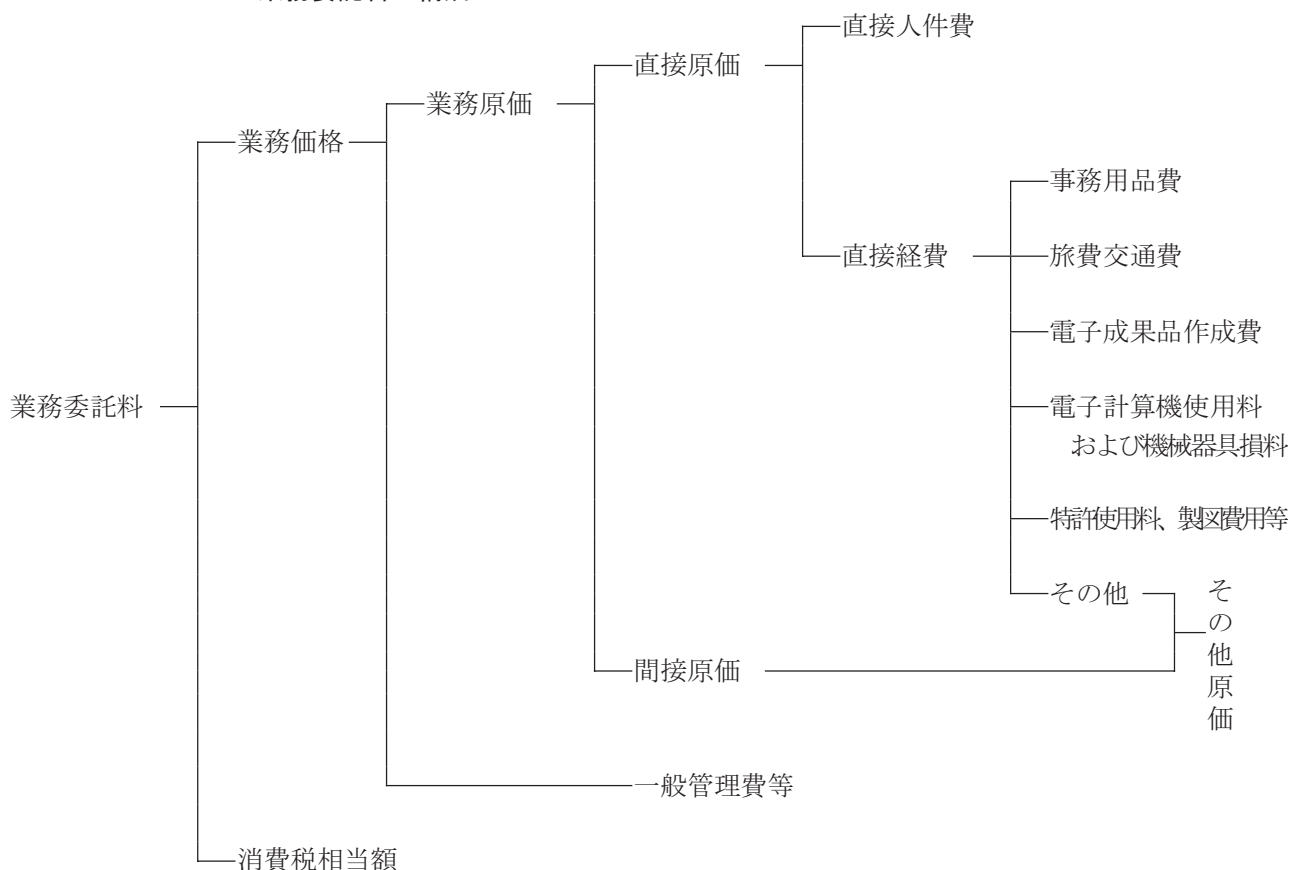 直接人件費
直接原価
業務原価
業務価格
事務用品費
直接経費
旅費交通費
電子成果品作成費
業務委託料
電子計算機使用料
および機械器具損料
特許使用料、製図費用等
その他
その他原価
間接原価
一般管理費等
消費税相当額